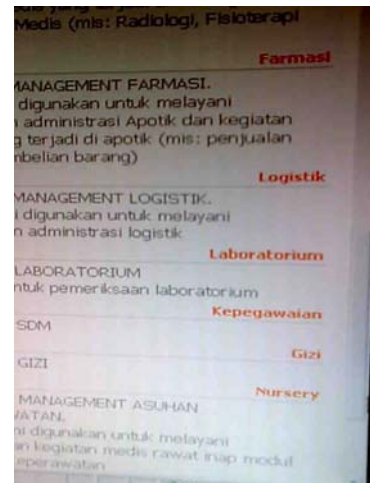 Medis (mis: Radiologi, Fisioterapi
Farmasi
MANAGEMENT FARMASI.
digunakan untuk melayani
administrasi Apotik dan kegiatan
terjadi di apotik (mis: penjualan
barang)
Logistik
MANAGEMENT LOGISTIK.
i digunakan untuk melayani
n administrasi logistik
Laboratorium
LABORATORIUM
ntuk pemeriksaan laboratorium
Kepegawaian
SDM
Gizi
GIZI
Nursery
MANAGEMENT ASUHAN
WATAN.
ni digunakan untuk melayani
an kegiatan medis rawat inap modul
eperawatan